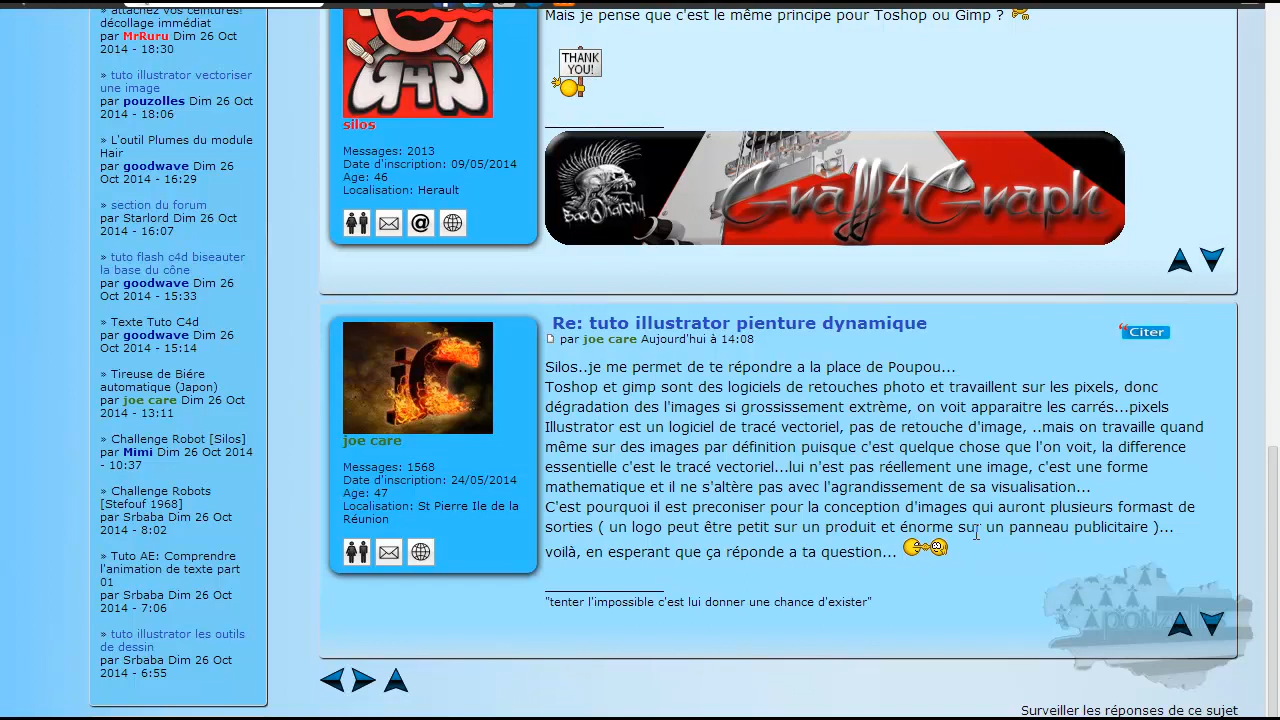 attachez vos ceintures!
décollage immédiat
par MrRuru Dim 26 Oct
2014 - 18:30
» tuto illustrator vectoriser
une image
par pouzolles Dim 26 Oct
2014 - 18:06
» L'outil Plumes du module
Hair
par goodwave Dim 26
Oct 2014 - 16:29
» section du forum
par Starlord Dim 26 Oct
2014 - 16:07
» tuto flash c4d biseauter
la base du cône
par goodwave Dim 26
Oct 2014 - 15:33
» Texte Tuto C4d
par goodwave Dim 26
Oct 2014 - 15:14
» Tireuse de Biére
automatique (Japon)
par joe care Dim 26 Oct
2014 - 13:11
» Challenge Robot [Silos]
par Mimi Dim 26 Oct 2014
- 10:37
» Challenge Robots
[Stefouf 1968]
par Srbaba Dim 26 Oct
2014 - 8:02
» Tuto AE: Comprendre
l'animation de texte part
01
par Srbaba Dim 26 Oct
2014 - 7:06
» tuto illustrator les outils
de dessin
par Srbaba Dim 26 Oct
2014 - 6:55
G4G
silos
Messages: 2013
Date d'inscription: 09/05/2014
Age: 46
Localisation: Herault
Mais je pense que c'est le même principe pour Toshop ou Gimp ?
THANK
YOU!
BadAnarchy
Graff4Graph
Re: tuto illustrator pienture dynamique
par joe care Aujourd'hui à 14:08
Citer
jC
joe care
Messages: 1568
Date d'inscription: 24/05/2014
Age: 47
Localisation: St Pierre Ile de la
Réunion
Silos..je me permet de te répondre a la place de Poupou...
Toshop et gimp sont des logiciels de retouches photo et travaillent sur les pixels, donc
dégradation des l'images si grossissement extrème, on voit apparaitre les carrés...pixels
Illustrator est un logiciel de tracé vectoriel, pas de retouche d'image, ..mais on travaille quand
même sur des images par définition puisque c'est quelque chose que l'on voit, la difference
essentielle c'est le tracé vectoriel...lui n'est pas réellement une image, c'est une forme
mathematique et il ne s'altère pas avec l'agrandissement de sa visualisation...
C'est pourquoi il est preconiser pour la conception d'images qui auront plusieurs formast de
sorties ( un logo peut être petit sur un produit et énorme sur un panneau publicitaire )...
voilà, en esperant que ça réponde a ta question...
"tenter l'impossible c'est lui donner une chance d'exister"
pouzolles
Surveiller les réponses de ce sujet